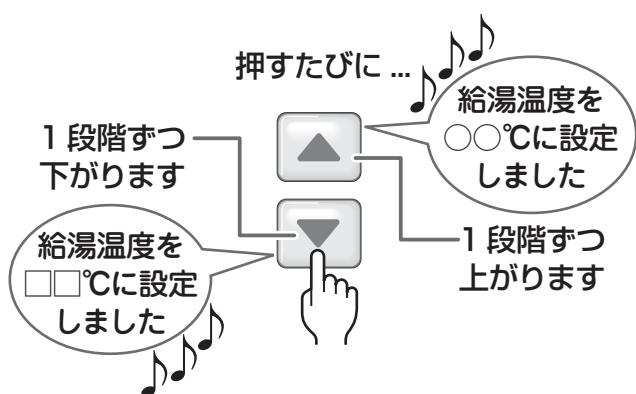 押すたびに ...
給湯温度を
○○℃に設定
しました
1 段階ずつ
下がります
1 段階ずつ
上がります
給湯温度を
□□℃に設定
しました